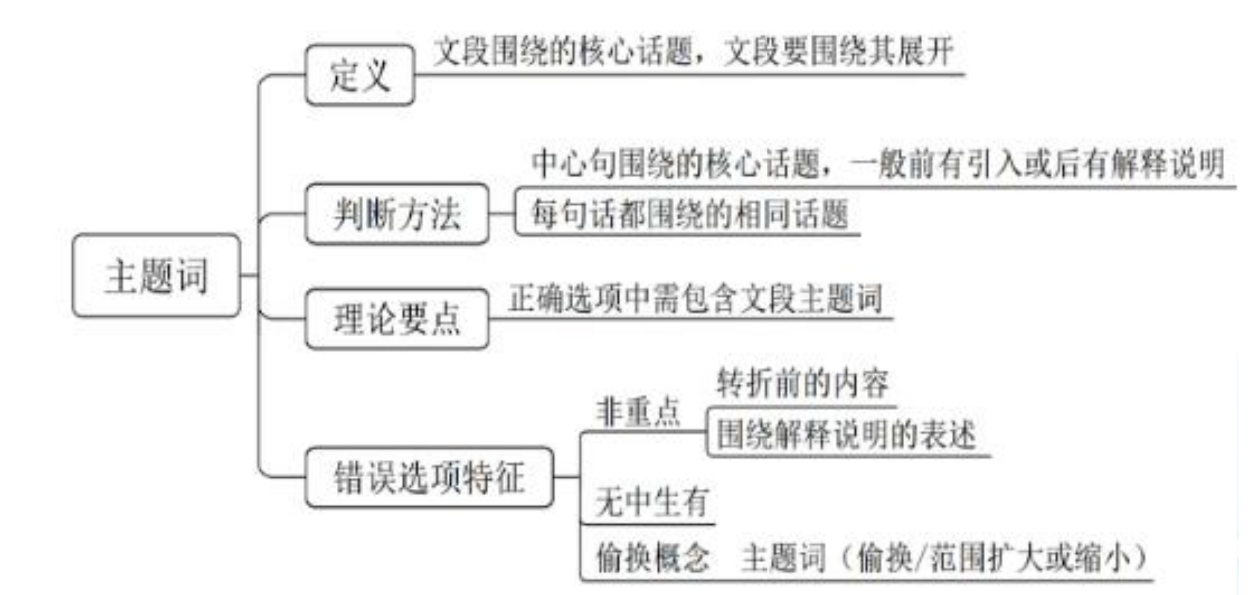 主题词
定义
文段围绕的核心话题，文段要围绕其展开
判断方法
中心句围绕的核心话题，一般前有引入或后有解释说明
每句话都围绕的相同话题
理论要点
正确选项中需包含文段主题词
错误选项特征
非重点
转折前的内容
围绕解释说明的表述
无中生有
偷换概念 主题词（偷换/范围扩大或缩小）